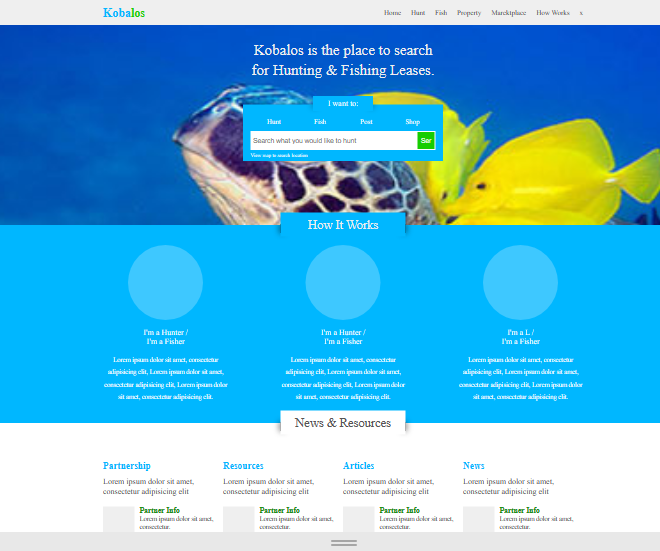 Kobalos
Home Hunt Fish Property Marektplace How Works x
Kobalos is the place to search
for Hunting & Fishing Leases.
I want to:
Hunt Fish Post Shop
Search what you would like to hunt Ser
View map to search location
How It Works
I'm a Hunter /
I'm a Fisher
Lorem ipsum dolor sit amet, consectetur
adipisicing elit, Lorem ipsum dolor sit amet,
consectetur adipisicing elit, Lorem ipsum dolor
sit amet, consectetur adipisicing elit.
I'm a Hunter /
I'm a Fisher
Lorem ipsum dolor sit amet, consectetur
adipisicing elit, Lorem ipsum dolor sit amet,
consectetur adipisicing elit, Lorem ipsum dolor
sit amet, consectetur adipisicing elit.
I'm a L /
I'm a Fisher
Lorem ipsum dolor sit amet, consectetur
adipisicing elit, Lorem ipsum dolor sit amet,
consectetur adipisicing elit, Lorem ipsum dolor
sit amet, consectetur adipisicing elit.
News & Resources
Partnership
Lorem ipsum dolor sit amet,
consectetur adipisicing elit
Partner Info
Lorem ipsum dolor sit amet,
consectetur.
Resources
Lorem ipsum dolor sit amet,
consectetur adipisicing elit
Partner Info
Lorem ipsum dolor sit amet,
consectetur.
Articles
Lorem ipsum dolor sit amet,
consectetur adipisicing elit
Partner Info
Lorem ipsum dolor sit amet,
consectetur.
News
Lorem ipsum dolor sit amet,
consectetur adipisicing elit
Partner Info
Lorem ipsum dolor sit amet,
consectetur.